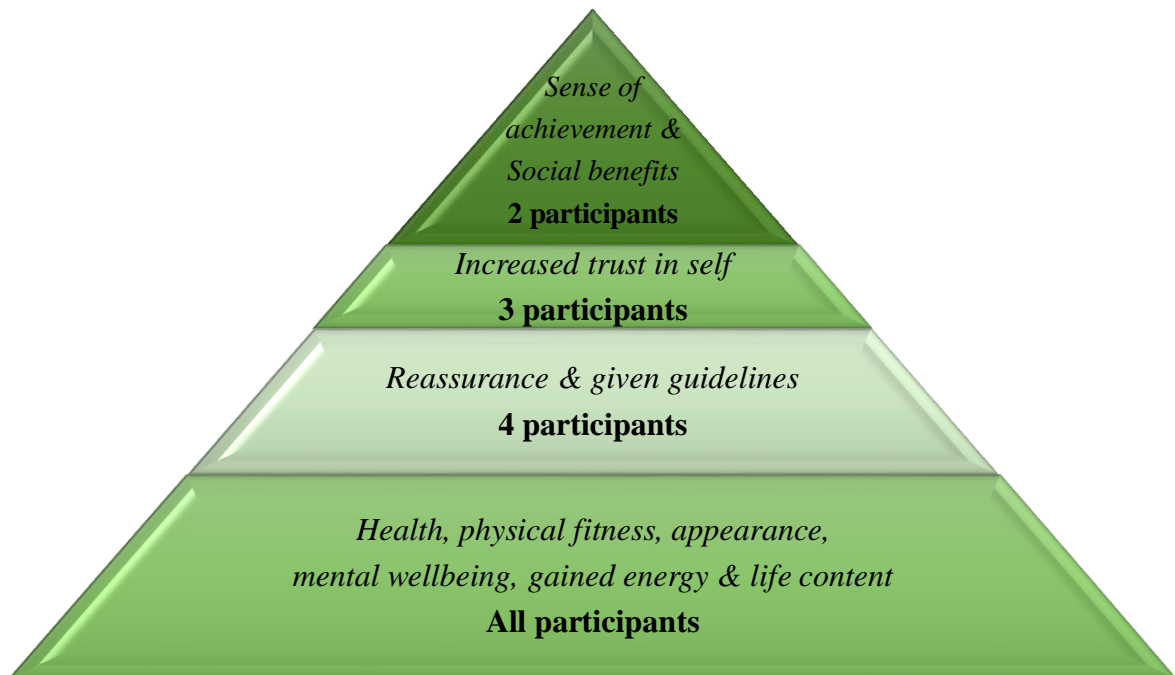 Sense of
achievement &
Social benefits
2 participants
Increased trust in self
3 participants
Reassurance & given guidelines
4 participants
Health, physical fitness, appearance,
mental wellbeing, gained energy & life content
All participants